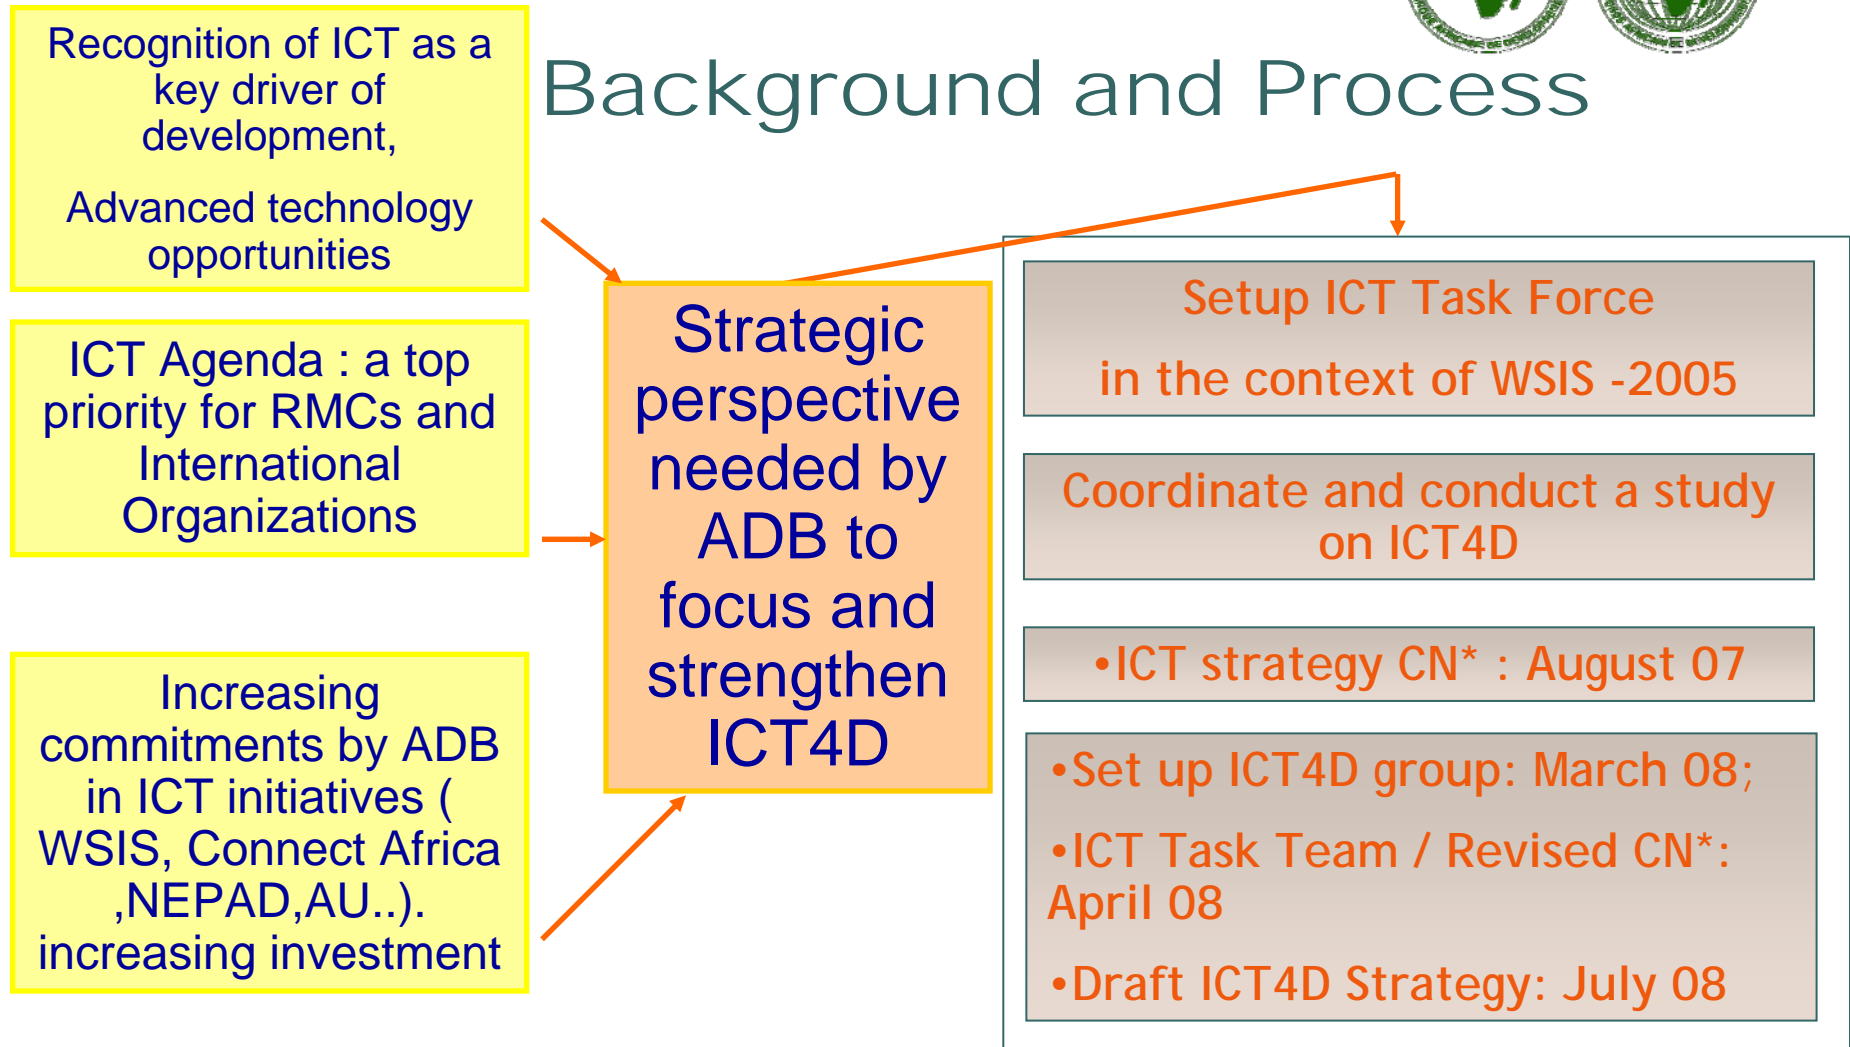 Background and Process
Recognition of ICT as a
key driver of
development,
Advanced technology
opportunities
ICT Agenda : a top
priority for RMCs and
International
Organizations
Increasing
commitments by ADB
in ICT initiatives (
WSIS, Connect Africa
,NEPAD,AU..).
increasing investment
Strategic
perspective
needed by
ADB to
focus and
strengthen
ICT4D
Setup ICT Task Force
in the context of WSIS -2005
Coordinate and conduct a study
on ICT4D
•ICT strategy CN* : August 07
•Set up ICT4D group: March 08;
•ICT Task Team / Revised CN*:
April 08
•Draft ICT4D Strategy: July 08